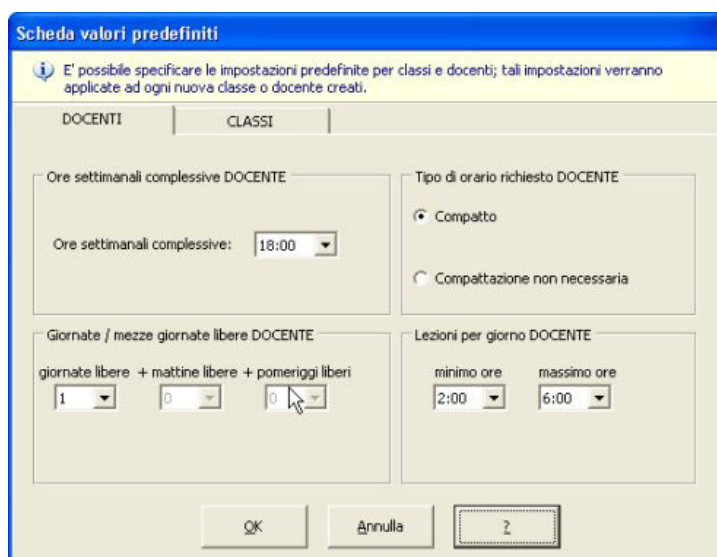 Scheda valori predefiniti
E' possibile specificare le impostazioni predefinite per classi e docenti; tali impostazioni verranno
applicate ad ogni nuova classe o docente creati.
DOCENTI
CLASSI
Ore settimanali complessive DOCENTE
Ore settimanali complessive: 18:00
Tipo di orario richiesto DOCENTE
Compatto
Compattazione non necessaria
Giornate / mezze giornate libere DOCENTE
giornate libere + mattine libere + pomeriggi liberi
1 0 0
Lezioni per giorno DOCENTE
minimo ore massimo ore
2:00 6:00
OK Annulla ?